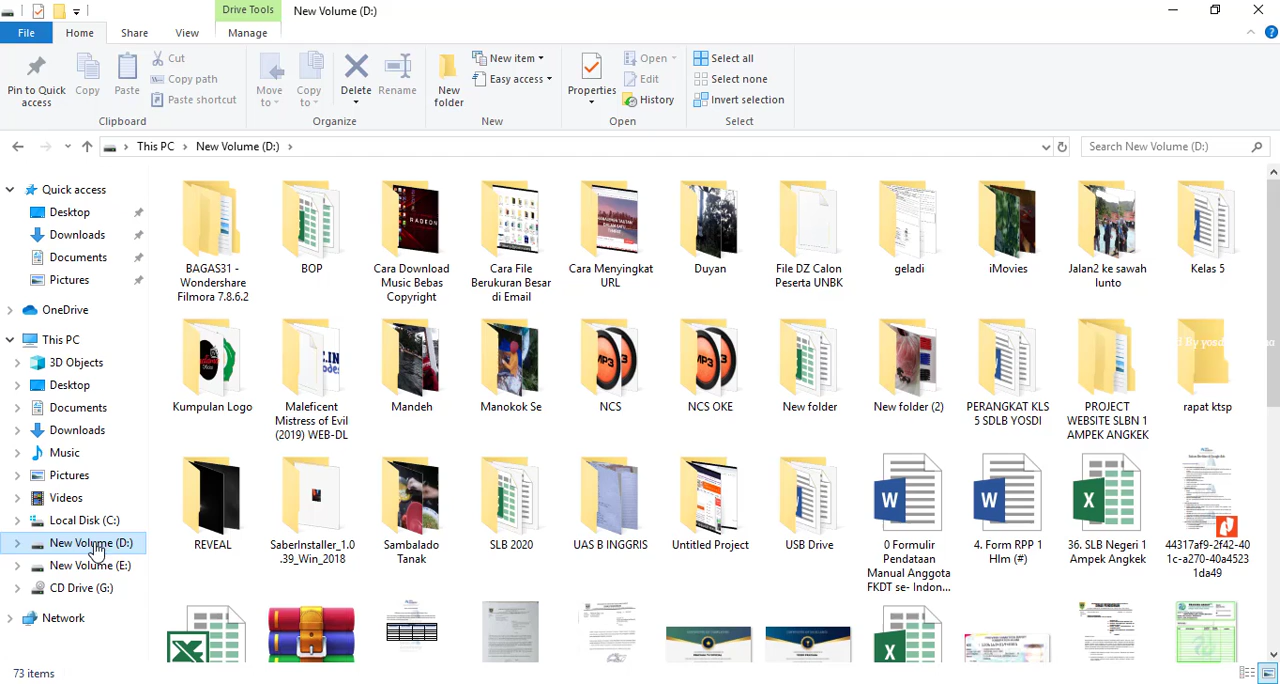 Drive Tools
New Volume (D:)
File
Home
Share
View
Manage
Pin to Quick
access
Copy
Paste
Cut
Copy path
Paste shortcut
Clipboard
Move
to
Copy
to
Delete
Rename
Organize
New
folder
New item
Easy access
New
Properties
Open
Edit
History
Open
Select all
Select none
Invert selection
Select
This PC
New Volume (D:)
Search New Volume (D:)
Quick access
Desktop
Downloads
Documents
Pictures
OneDrive
This PC
3D Objects
Desktop
Documents
Downloads
Music
Pictures
Videos
Local Disk (C:)
New Volume (D:)
New Volume (E:)
CD Drive (G:)
Network
BAGAS31 -
Wondershare
Filmora 7.8.6.2
BOP
RADEON
Cara Download
Music Bebas
Copyright
Cara File
Berukuran Besar
di Email
Cara Menyingkat
URL
Duyan
File DZ Calon
Peserta UNBK
geladi
iMovies
Jalan2 ke sawah
lunto
Kelas 5
Kumpulan Logo
Maleficent
Mistress of Evil
(2019) WEB-DL
Mandeh
Manokok Se
MP3
NCS
MP3
NCS OKE
New folder
New folder (2)
PERANGKAT KLS
5 SDLB YOSDI
PROJECT
WEBSITE SLBN 1
AMPEK ANGKEK
rapat ktsp
REVEAL
SaberInstaller_1.0
.39_Win_2018
Sambalado
Tanak
SLB 2020
UAS B INGGRIS
Untitled Project
USB Drive
0 Formulir
Pendataan
Manual Anggota
FKDT se- Indon...
4. Form RPP 1
Hlm (#)
36. SLB Negeri 1
Ampek Angkek
44317af9-2f42-40
1c-a270-40a4523
1da49
73 items